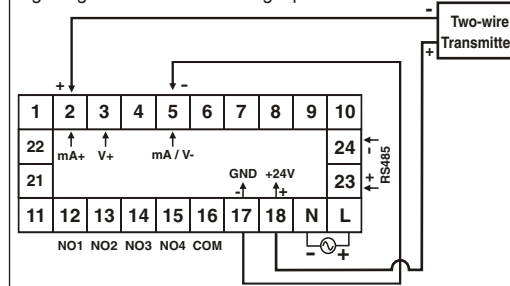 -
Two-wire
+
Transmitte
+ -
1 2 3 4 5 6 7 8 9 10
22 mA+ V+ mA / V- 24 -
GND +24V RS485
21 - + 23 +
11 12 13 14 15 16 17 18 N L
NO1 NO2 NO3 NO4 COM - +